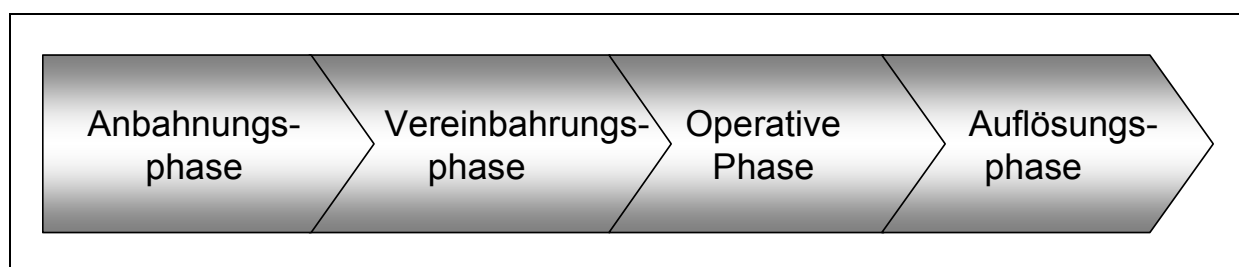 Anbahnungs-
phase
Vereinbahrungs-
phase
Operative
Phase
Auflösungs-
phase